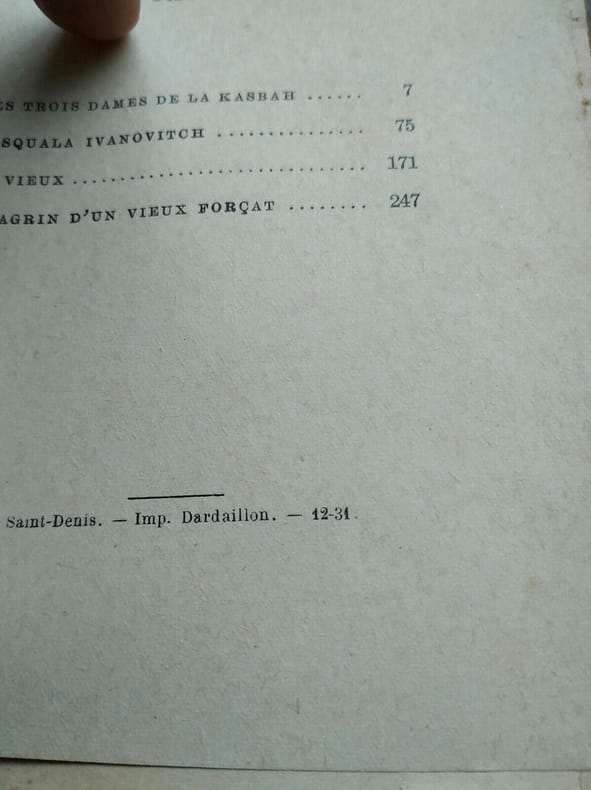 ES TROIS DAMES DE LA KASBAH ...... 7
SQUALA IVANOVITCH ............... 75
VIEUX .............................. 171
AGRIN D'UN VIEUX FORÇAT ........ 247
Saint-Denis. — Imp. Dardaillon. — 12-31.